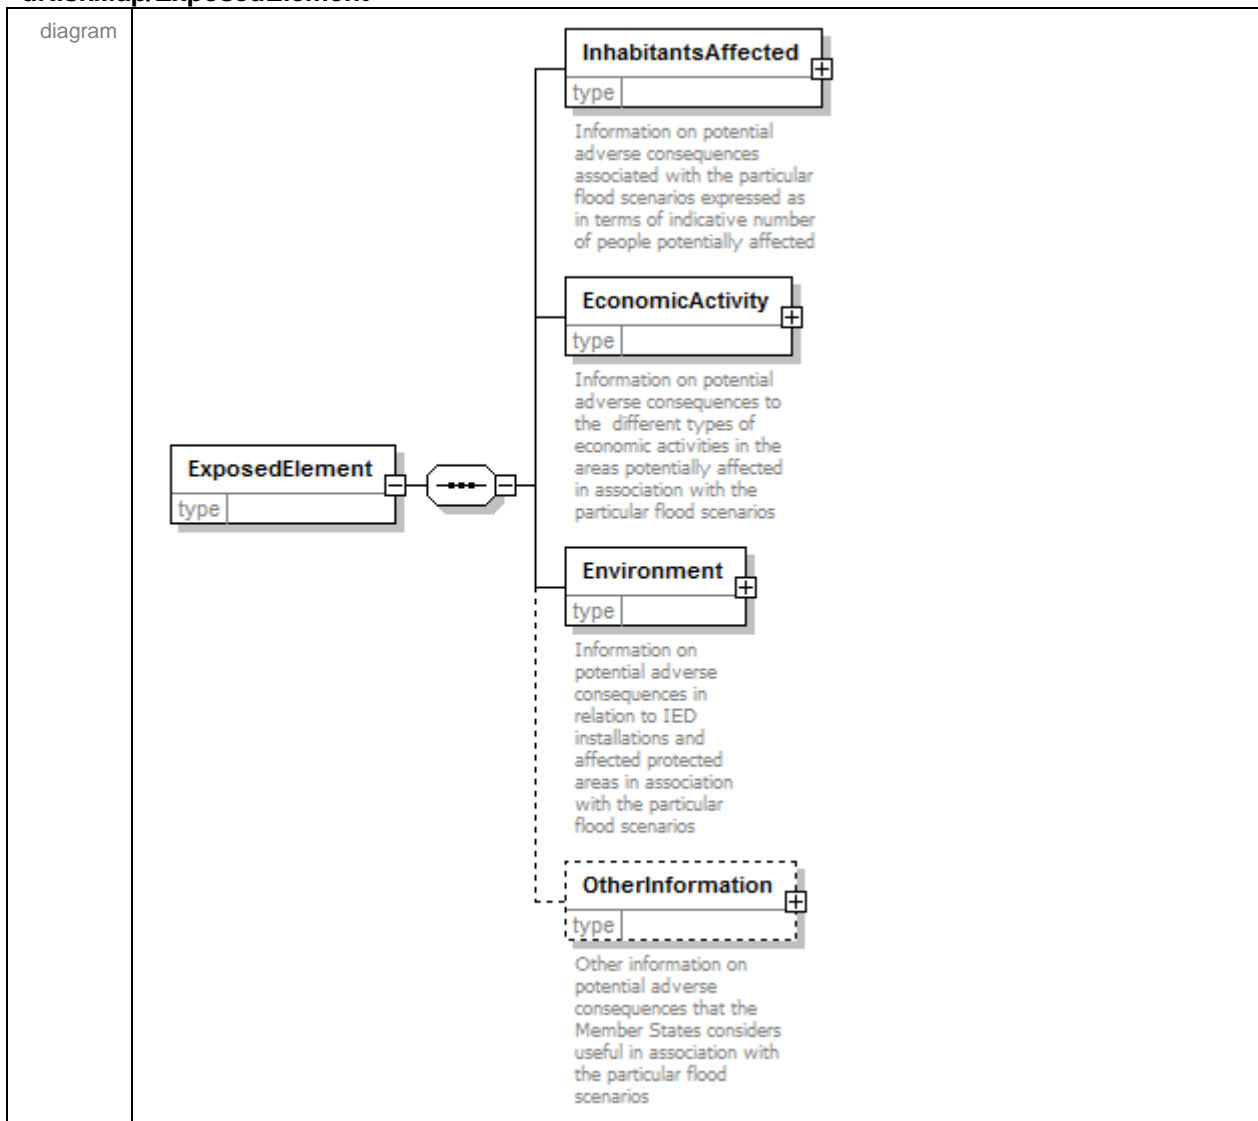 diagram
InhabitantsAffected
type
Information on potential
adverse consequences
associated with the particular
flood scenarios expressed as
in terms of indicative number
of people potentially affected
EconomicActivity
type
Information on potential
adverse consequences to
the different types of
economic activities in the
areas potentially affected
in association with the
particular flood scenarios
ExposedElement
type
Environment
type
Information on
potential adverse
consequences in
relation to IED
installations and
affected protected
areas in association
with the particular
flood scenarios
OtherInformation
type
Other information on
potential adverse
consequences that the
Member States considers
useful in association with
the particular flood
scenarios